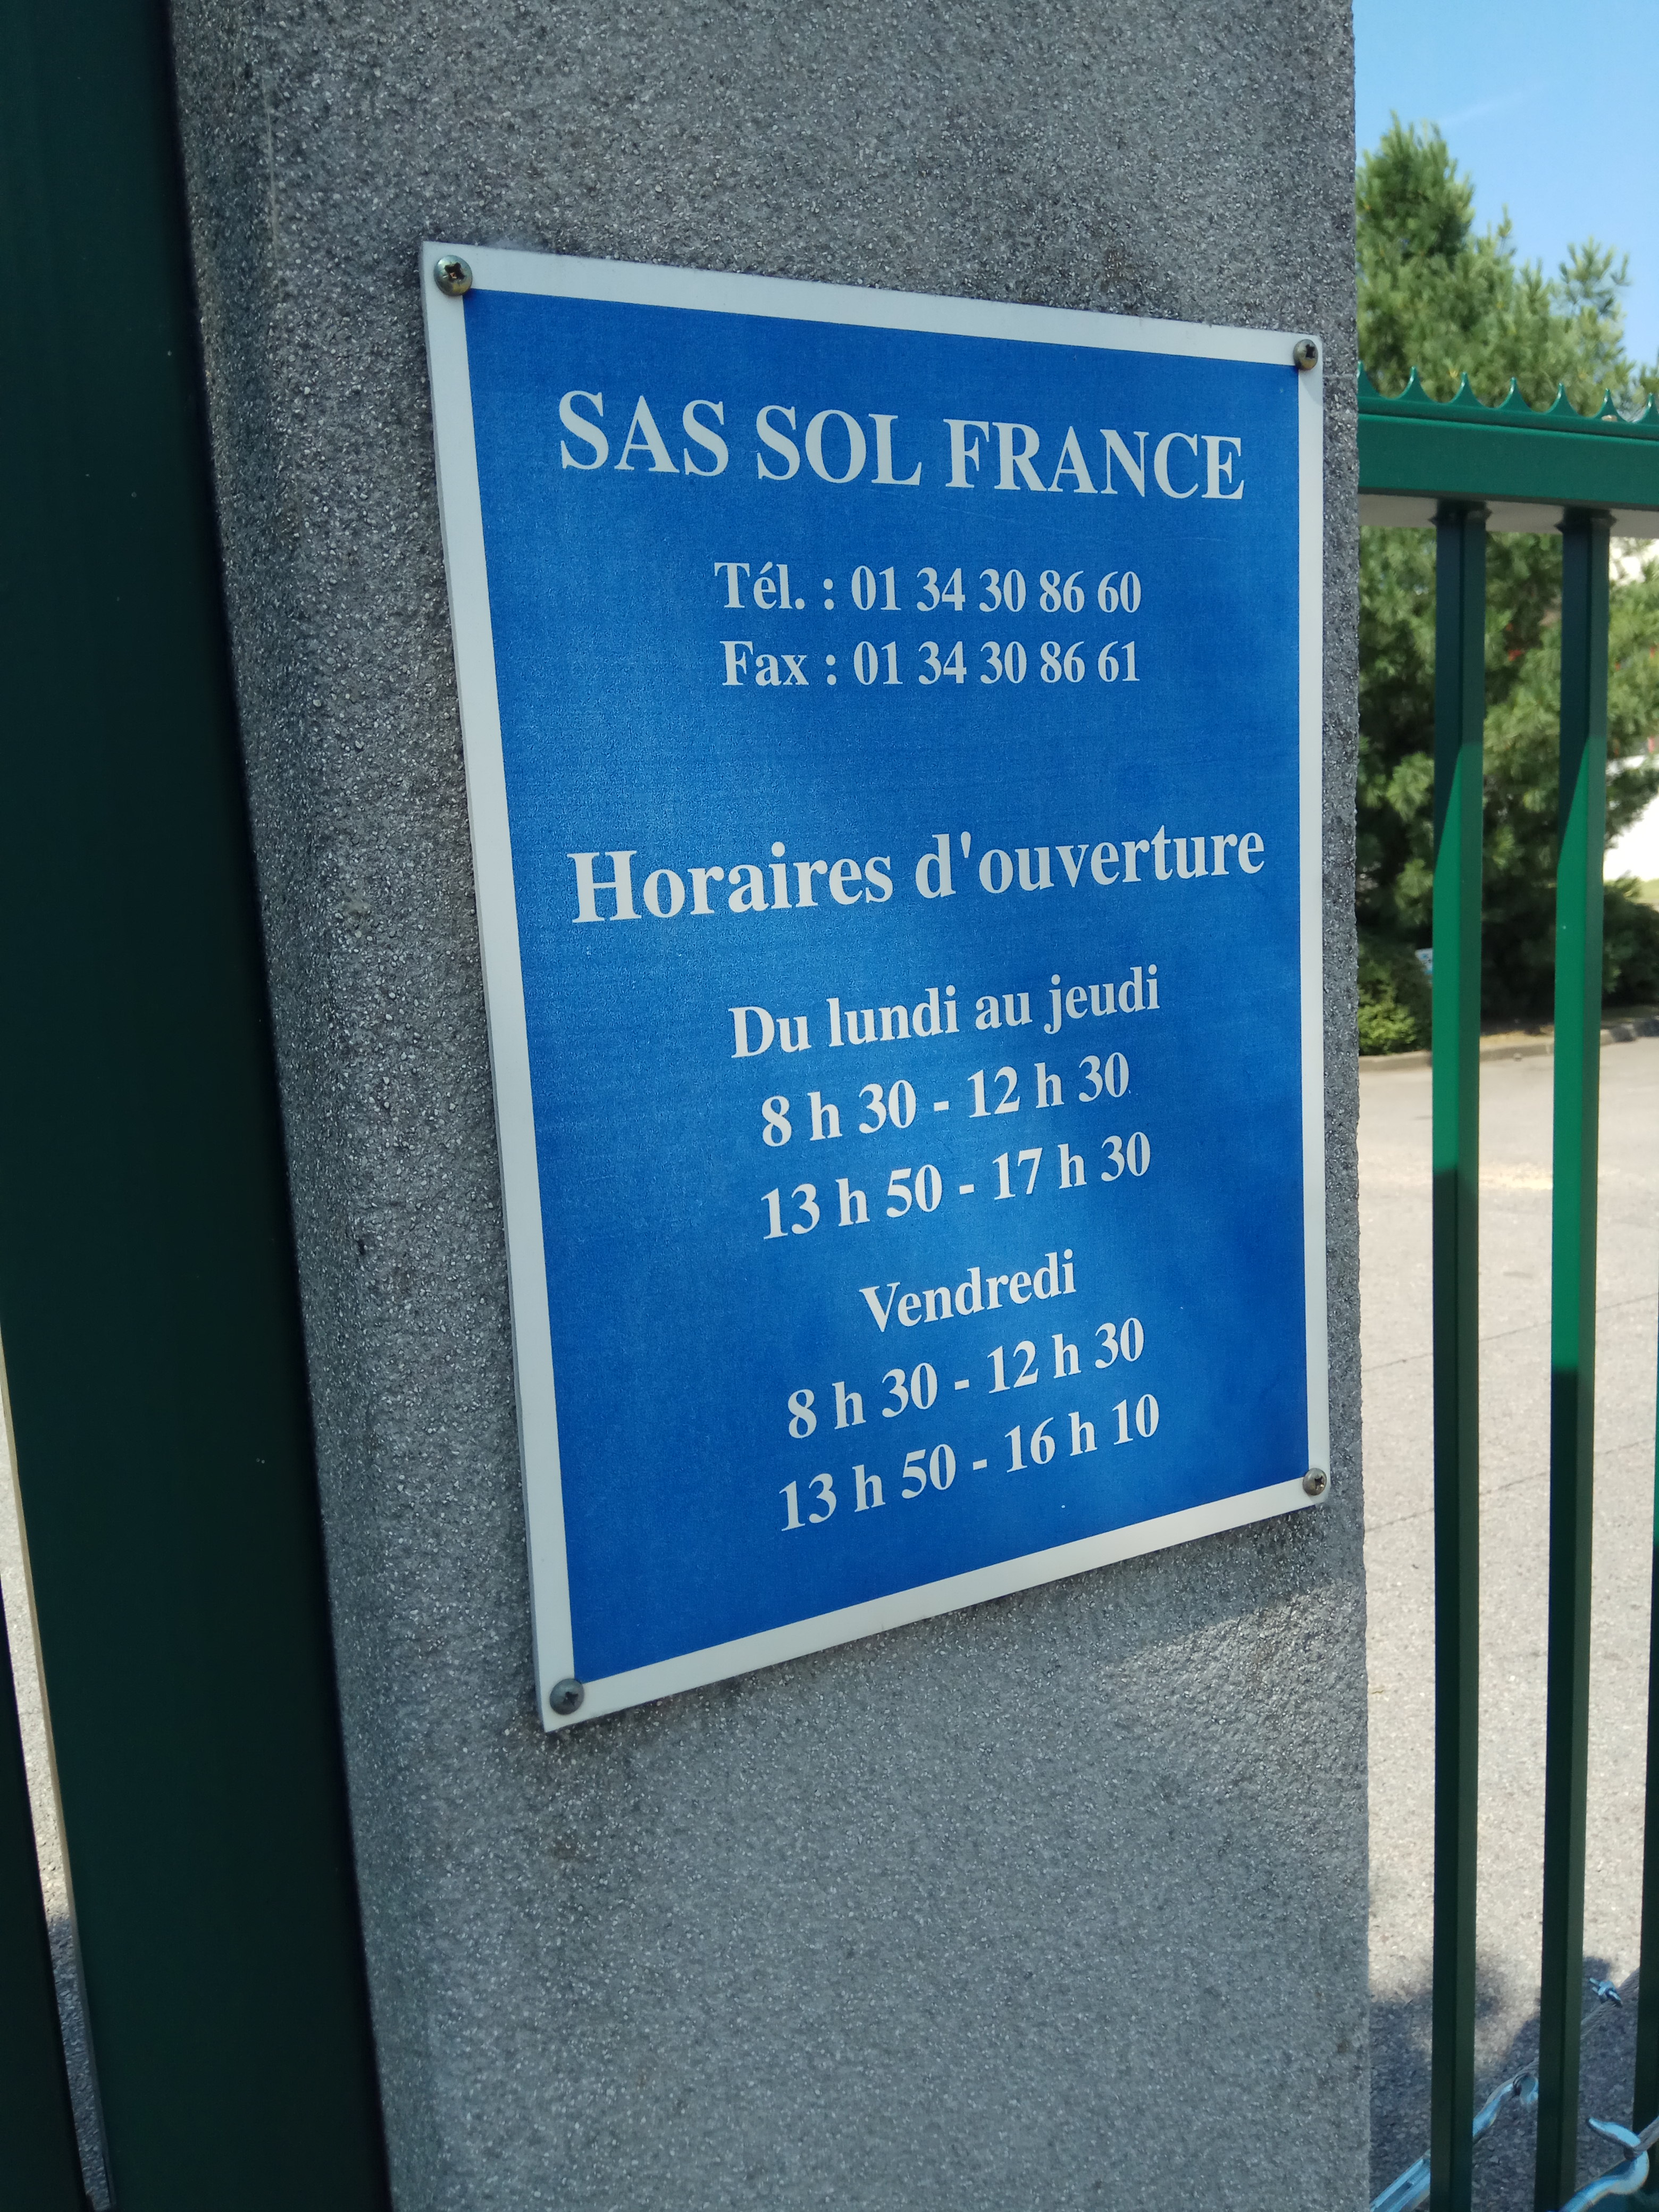 SAS SOL FRANCE
Tél. : 01 34 30 86 60
Fax : 01 34 30 86 61
Horaires d'ouverture
Du lundi au jeudi
8 h 30 - 12 h 30
13 h 50 - 17 h 30
Vendredi
8 h 30 - 12 h 30
13 h 50 - 16 h 10